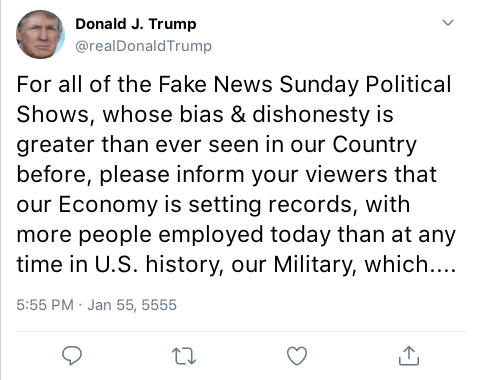 Donald J. Trump
@realDonaldTrump
For all of the Fake News Sunday Political
Shows, whose bias & dishonesty is
greater than ever seen in our Country
before, please inform your viewers that
our Economy is setting records, with
more people employed today than at any
time in U.S. history, our Military, which....
5:55 PM · Jan 55, 5555